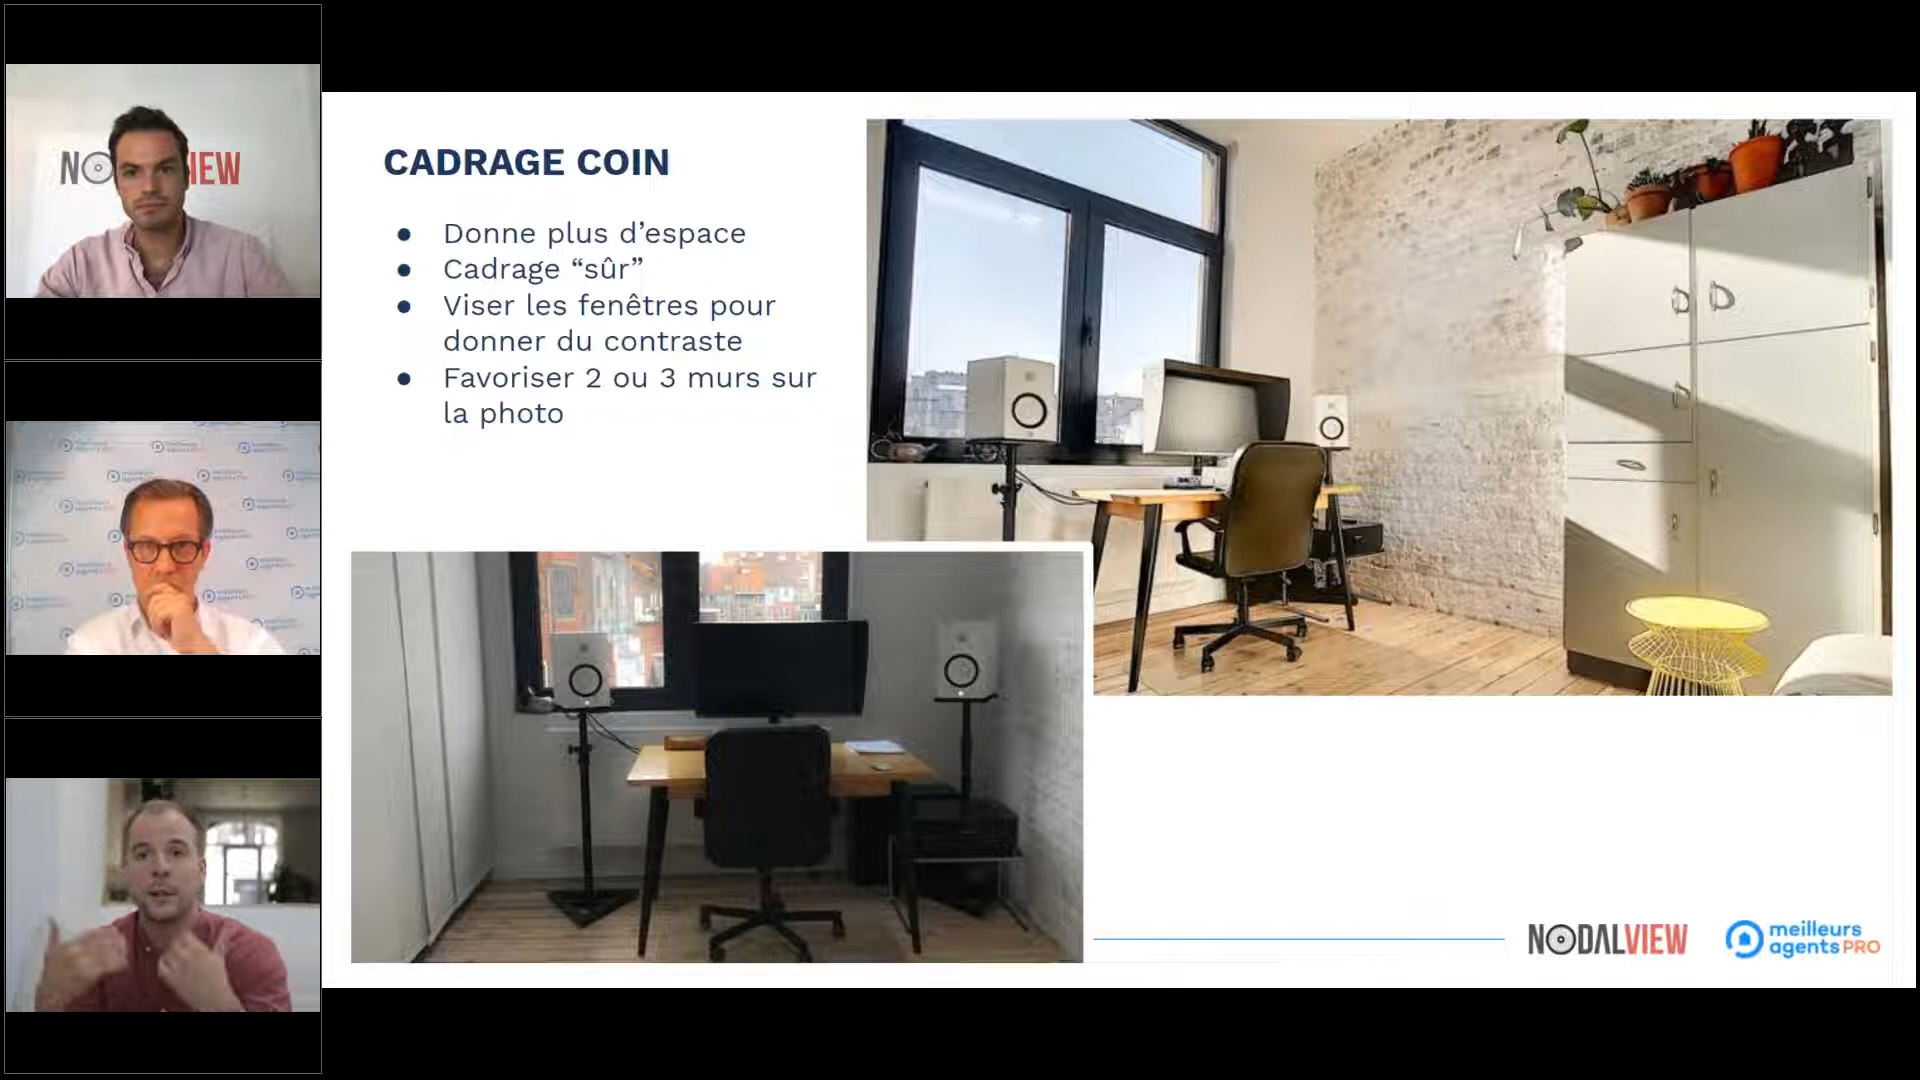 CADRAGE COIN
● Donne plus d’espace
● Cadrage “sûr”
● Viser les fenêtres pour
donner du contraste
● Favoriser 2 ou 3 murs sur
la photo
NODALVIEW
meilleurs
agents PRO